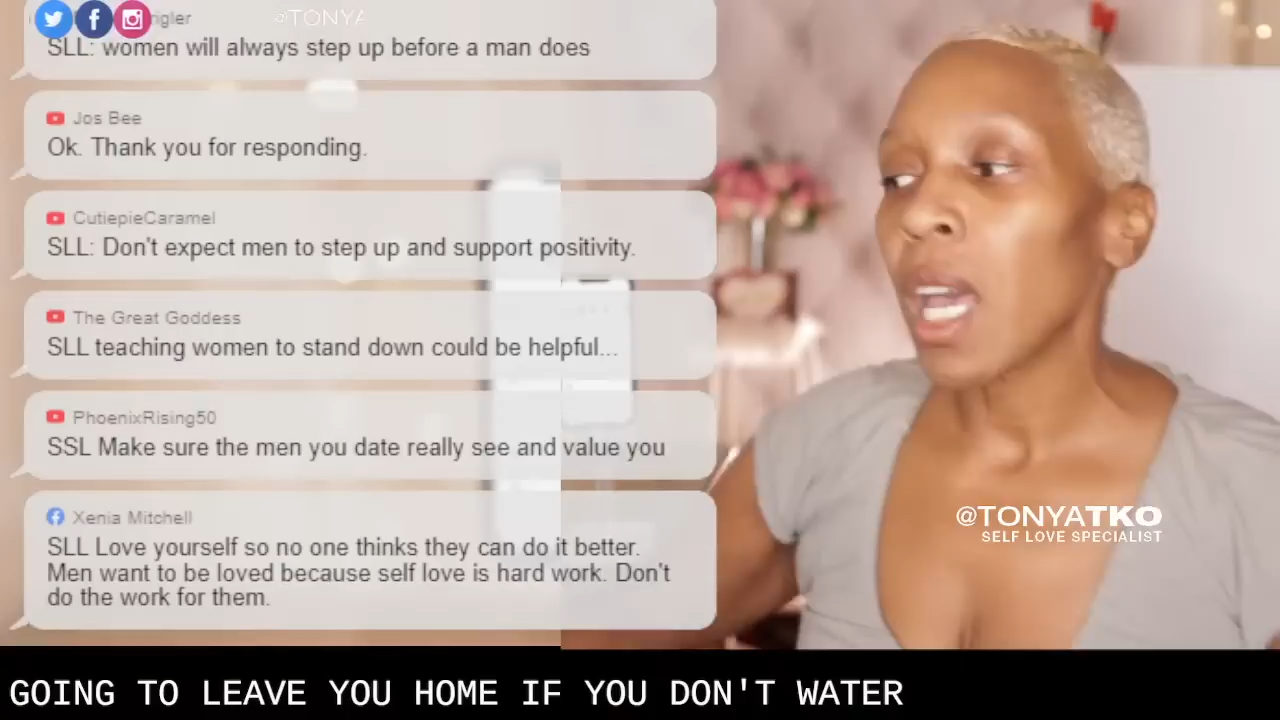 rigler
@TONYA
SLL: women will always step up before a man does
Jos Bee
Ok. Thank you for responding.
CutiepieCaramel
SLL: Don't expect men to step up and support positivity.
The Great Goddess
SLL teaching women to stand down could be helpful...
PhoenixRising50
SSL Make sure the men you date really see and value you
Xenia Mitchell
SLL Love yourself so no one thinks they can do it better.
Men want to be loved because self love is hard work. Don't
do the work for them.
@TONYATKO
SELF LOVE SPECIALIST
GOING TO LEAVE YOU HOME IF YOU DON'T WATER